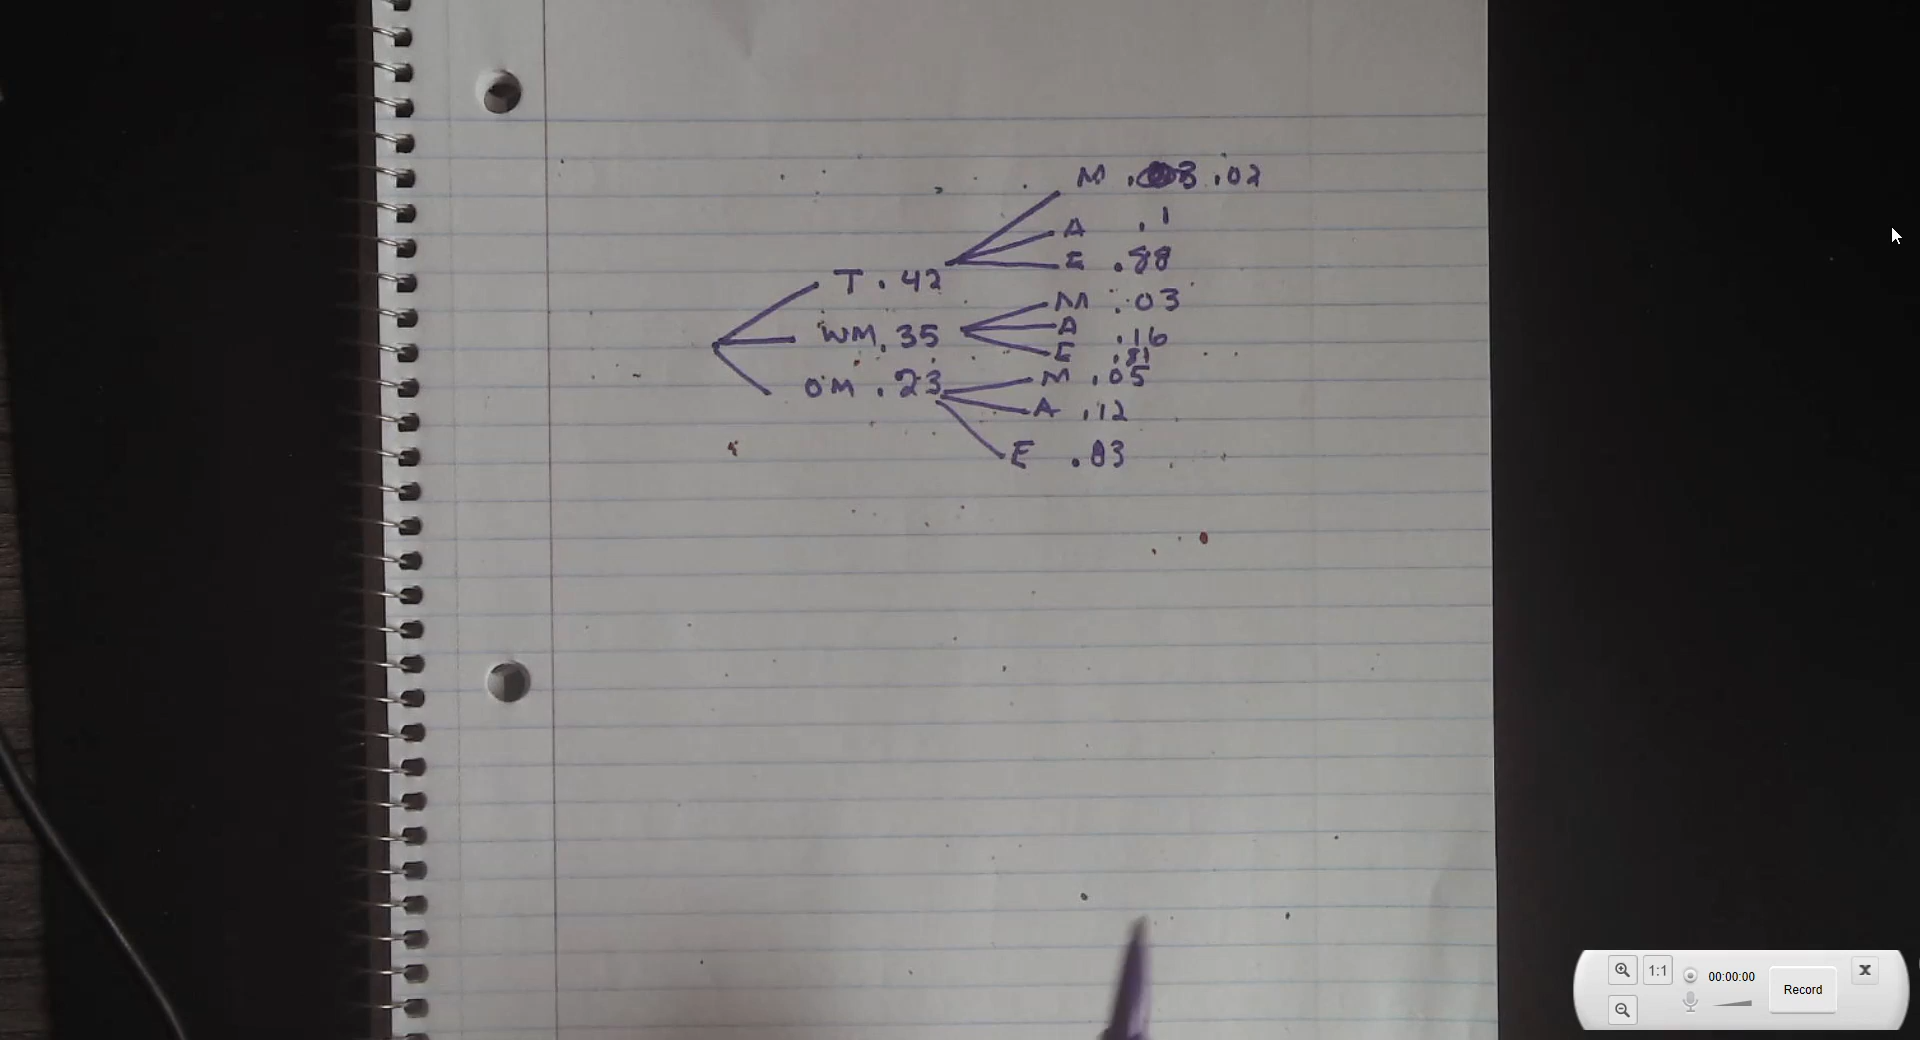 M .03 .02
A .1
E .88
T .42
M .03
WM .35
A .16
E .81
OM .23
M .05
A .12
E .83
1:1
00:00:00
Record